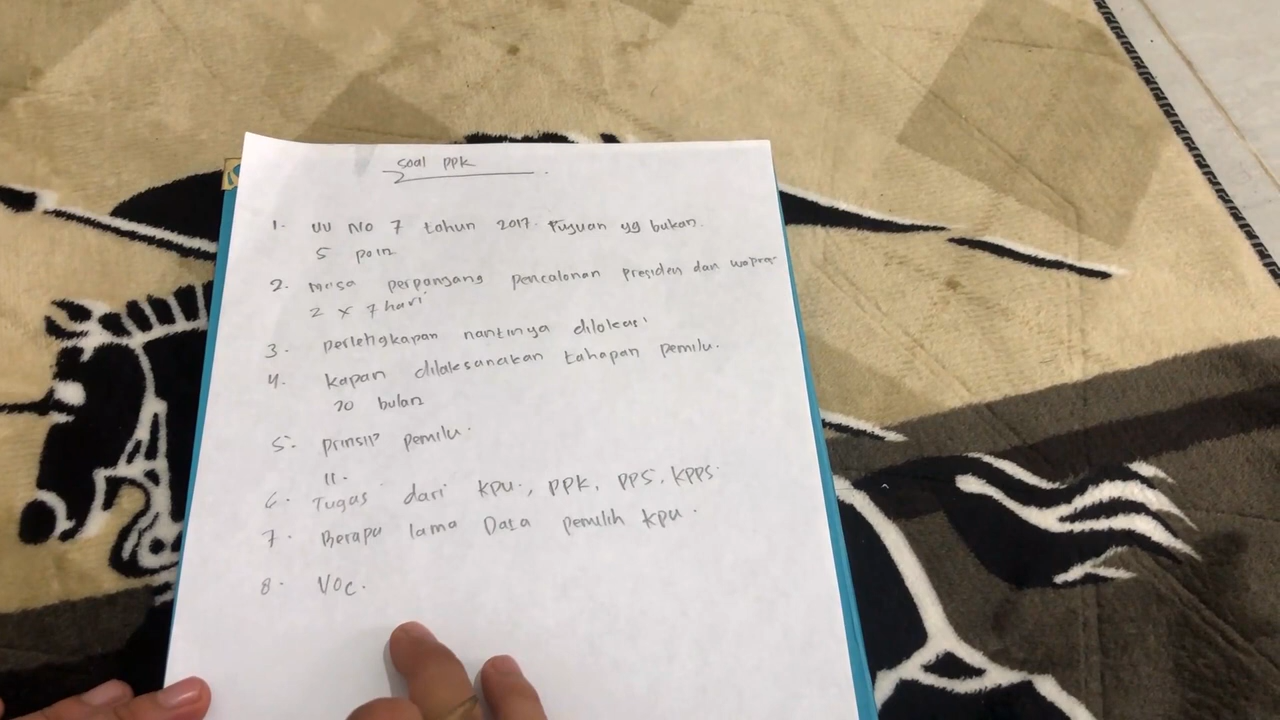 Soal PPK
1. UU No 7 tahun 2017. Tujuan yg bukan.
5 poin
2. Masa perpanjang pencalonan Presiden dan wapres
2 x 7 hari
3. perlengkapan nantinya dilokasi
4. kapan dilaksanakan tahapan pemilu.
20 bulan
5. prinsip pemilu.
11.
6. Tugas dari KPU, PPK, PPS, KPPS.
7. Berapa lama Data pemilih KPU.
8. VOC.